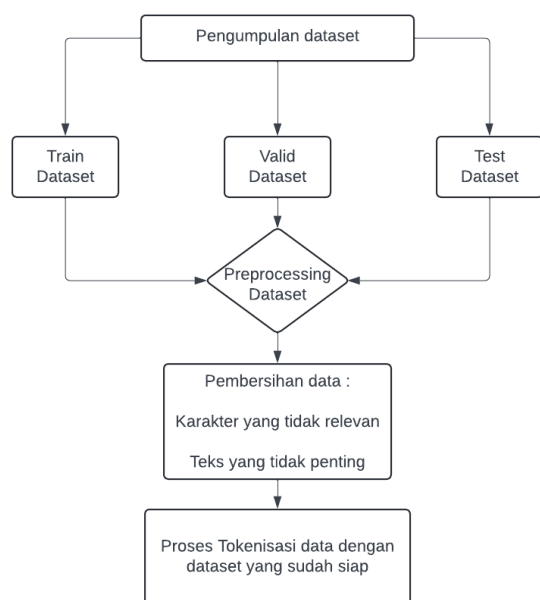 Pengumpulan dataset
Train
Dataset
Valid
Dataset
Test
Dataset
Preprocessing
Dataset
Pembersihan data :
Karakter yang tidak relevan
Teks yang tidak penting
Proses Tokenisasi data dengan
dataset yang sudah siap